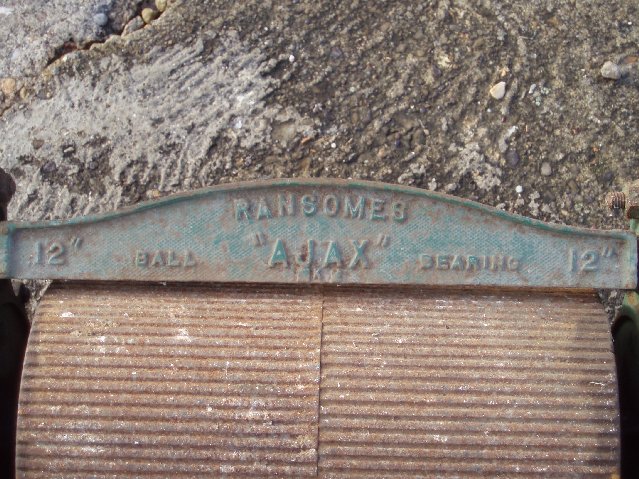 RANSOMES
12" BALL "AJAX" BEARING 12"